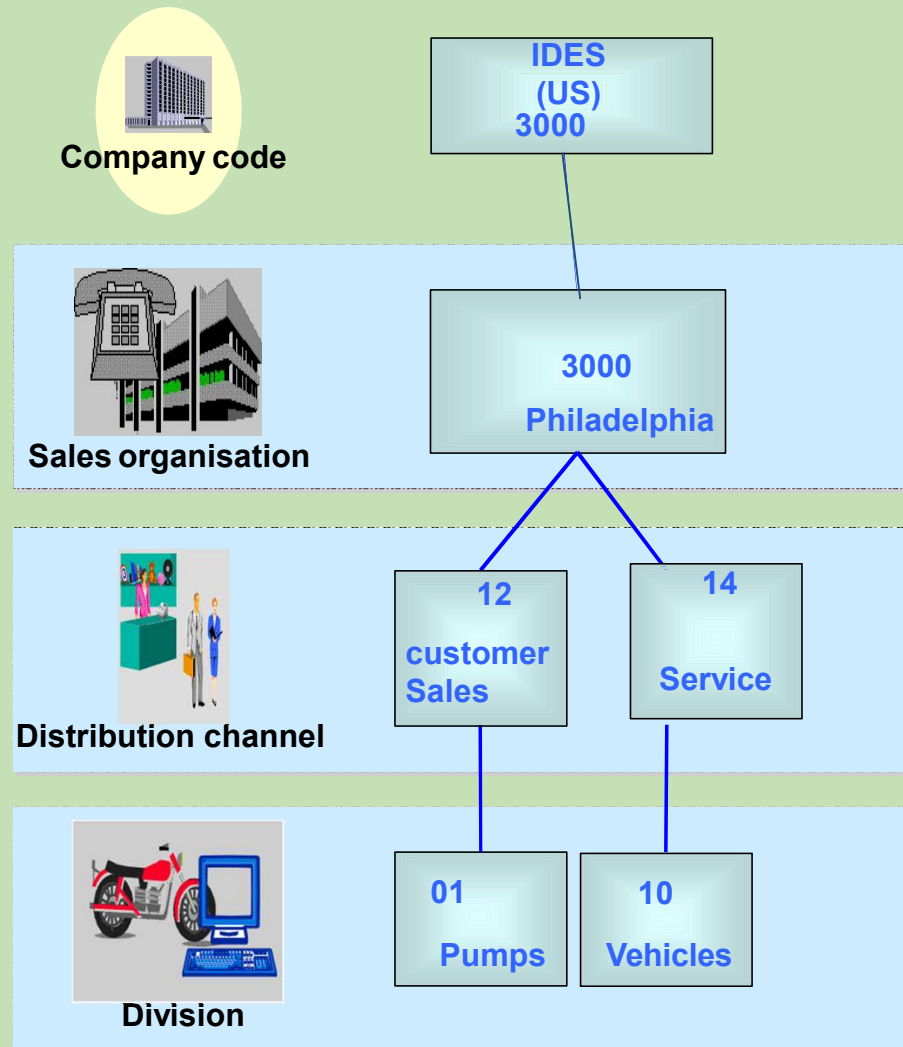 IDES
(US)
3000
Company code
3000
Philadelphia
Sales organisation
12
customer
Sales
14
Service
Distribution channel
01
Pumps
10
Vehicles
Division